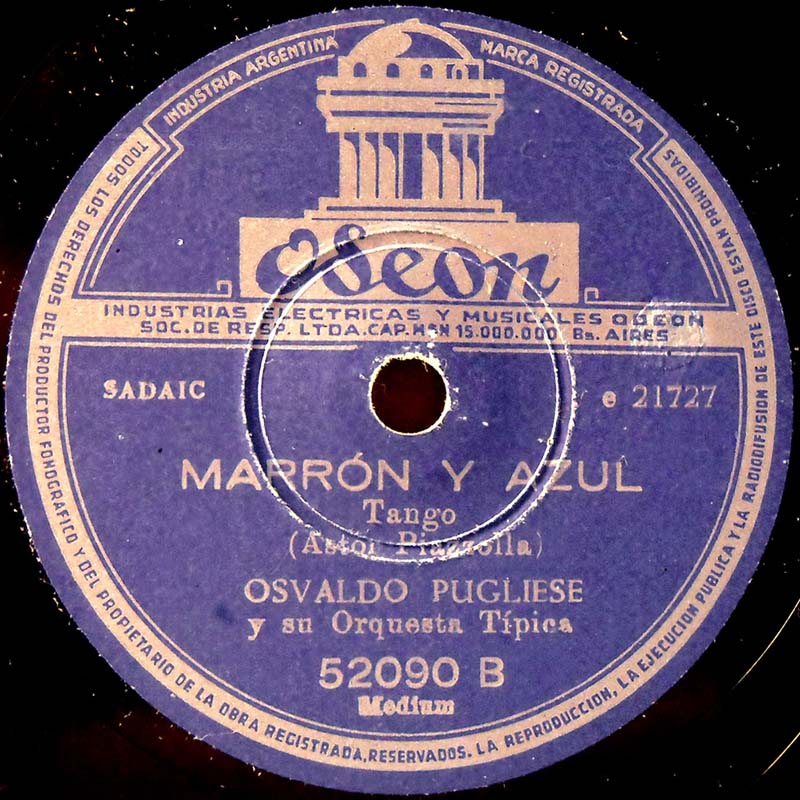 INDUSTRIA ARGENTINA
MARCA REGISTRADA
Odeon
INDUSTRIAS ELECTRICAS Y MUSICALES ODEON
SOC. DE RESP. LTDA. CAP. M$N 15.000.000. Bs. AIRES
SADAIC
e 21727
MARRÓN Y AZUL
Tango
(Astor Piazzolla)
OSVALDO PUGLIESE
y su Orquesta Típica
52090 B
Medium
TODOS LOS DERECHOS DEL PRODUCTOR FONOGRAFICO Y DEL PROPIETARIO DE LA OBRA REGISTRADA, RESERVADOS. LA REPRODUCCION, LA EJECUCION PUBLICA Y LA RADIODIFUSION DE ESTE DISCO ESTAN PROHIBIDAS